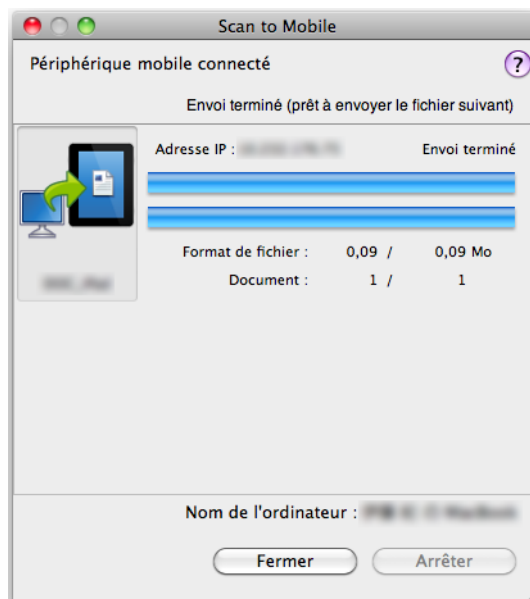 Scan to Mobile
Périphérique mobile connecté
?
Envoi terminé (prêt à envoyer le fichier suivant)
Adresse IP : Envoi terminé
Format de fichier : 0,09 / 0,09 Mo
Document : 1 / 1
Nom de l'ordinateur :
Fermer Arrêter